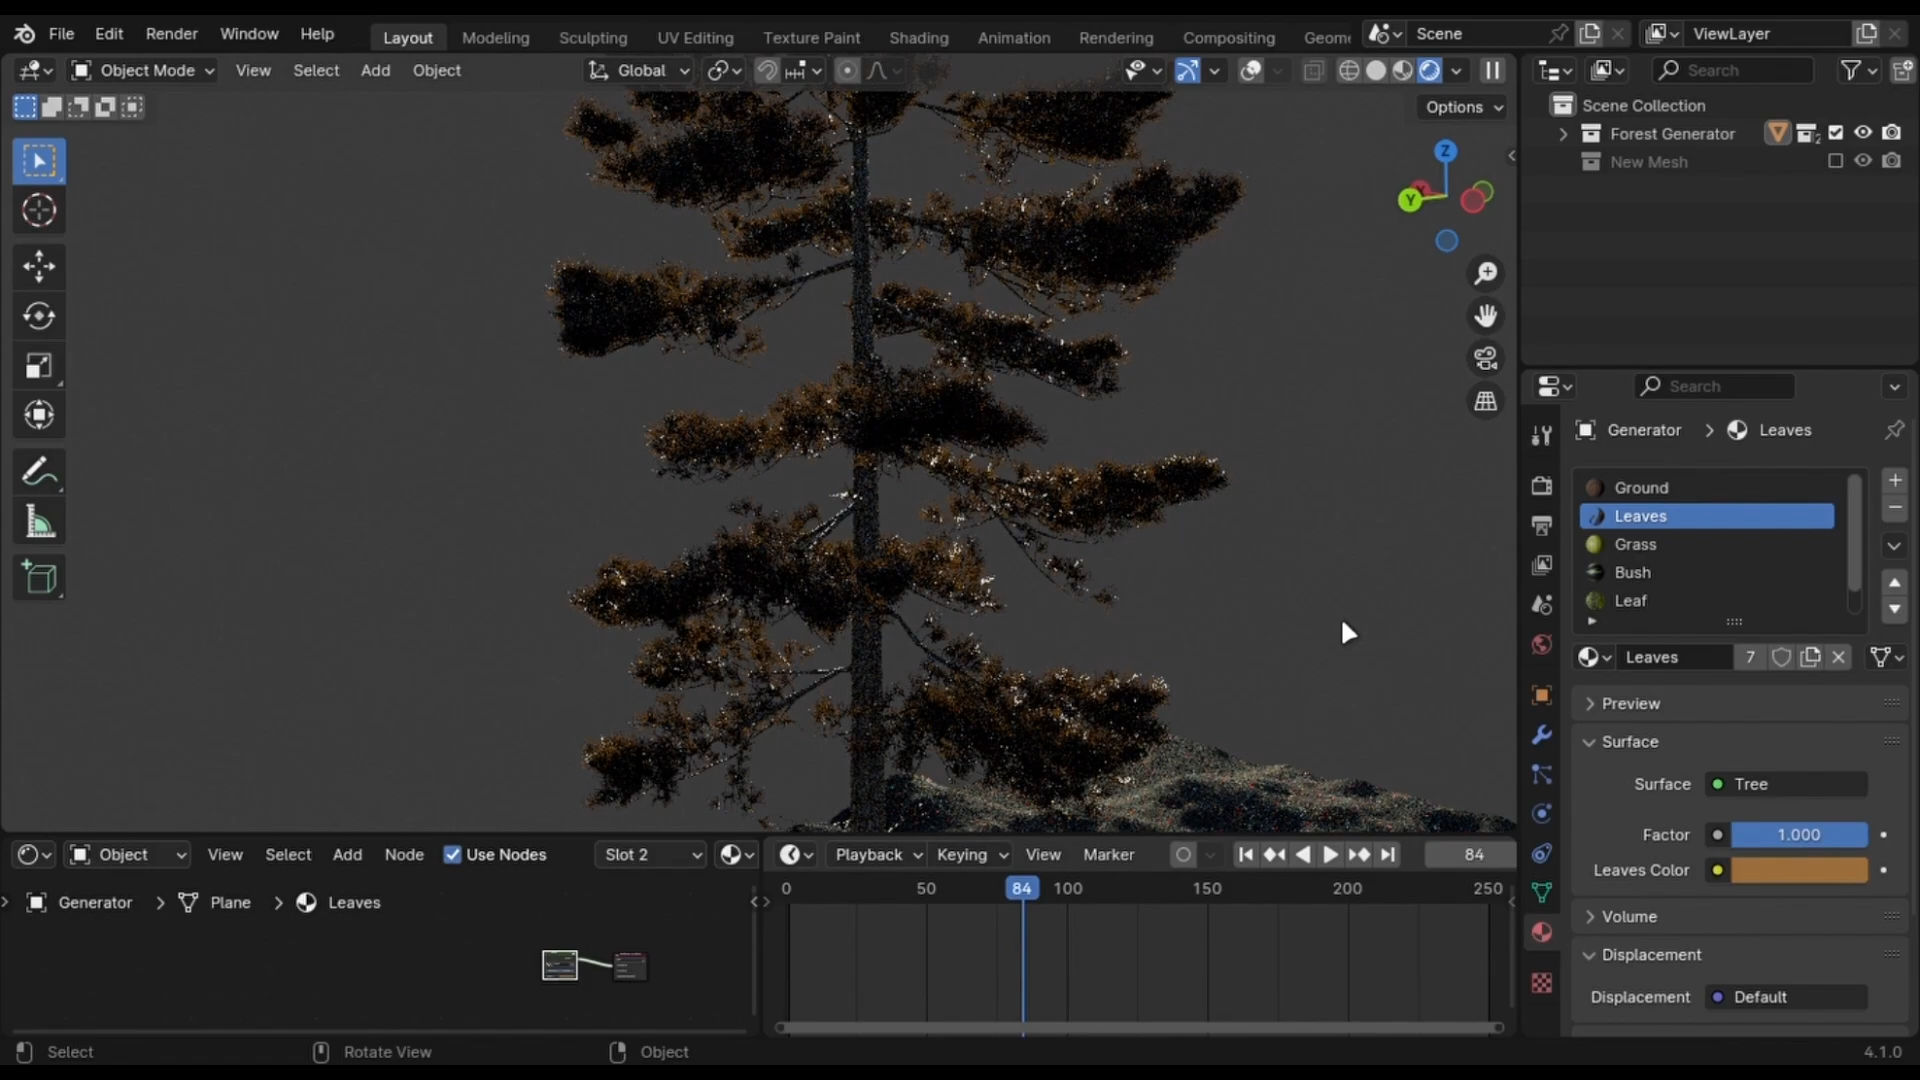 File Edit Render Window Help Layout Modeling Sculpting UV Editing Texture Paint Shading Animation Rendering Compositing Geome Scene ViewLayer
Object Mode View Select Add Object Global Search
Options
Scene Collection
Forest Generator 2
New Mesh
Z
Y
Search
Generator > Leaves
Ground
Leaves
Grass
Bush
Leaf
Leaves 7
Preview
Surface
Surface Tree
Factor 1.000
Leaves Color
Volume
Displacement
Displacement Default
Object View Select Add Node Use Nodes Slot 2
Generator > Plane > Leaves
Playback Keying View Marker 84
0 50 84 100 150 200 250
Select Rotate View Object 4.1.0